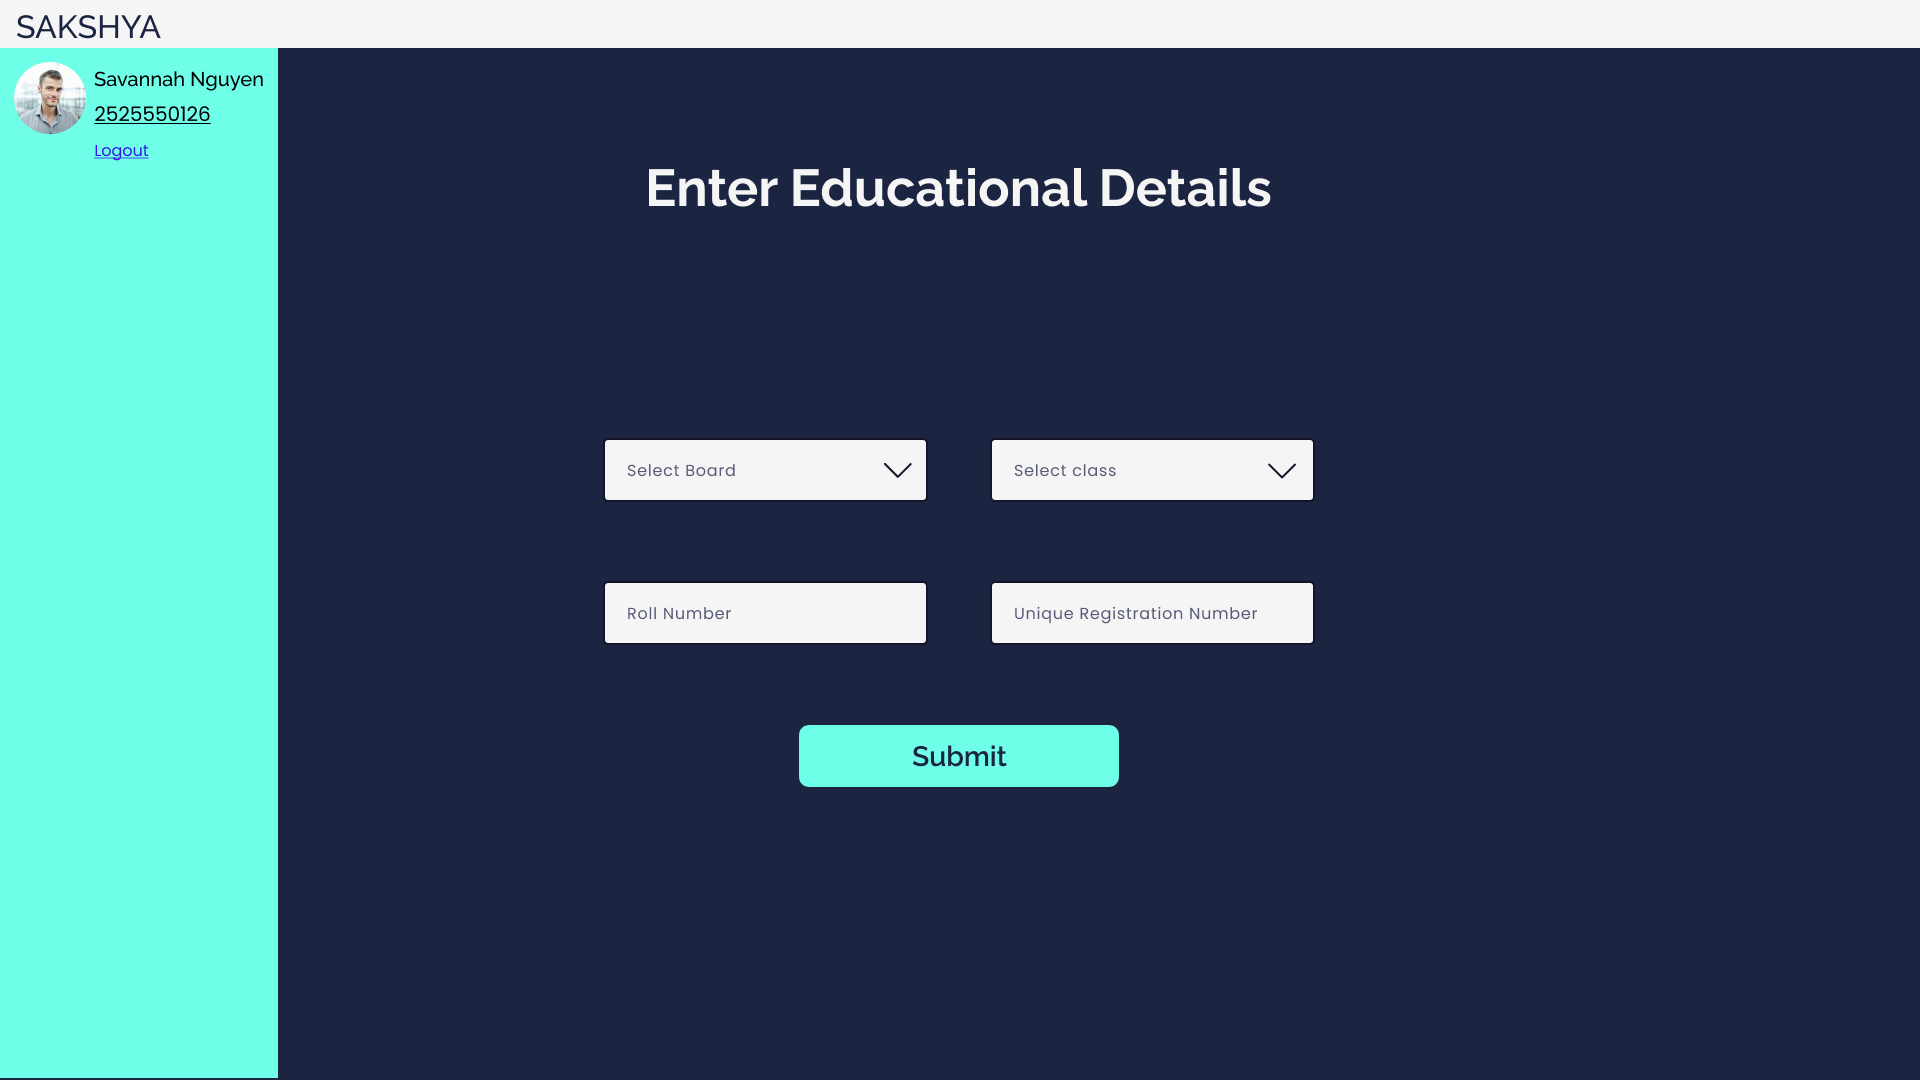 SAKSHYA
Savannah Nguyen
2525550126
Logout
Enter Educational Details
Select Board
Select class
Roll Number
Unique Registration Number
Submit